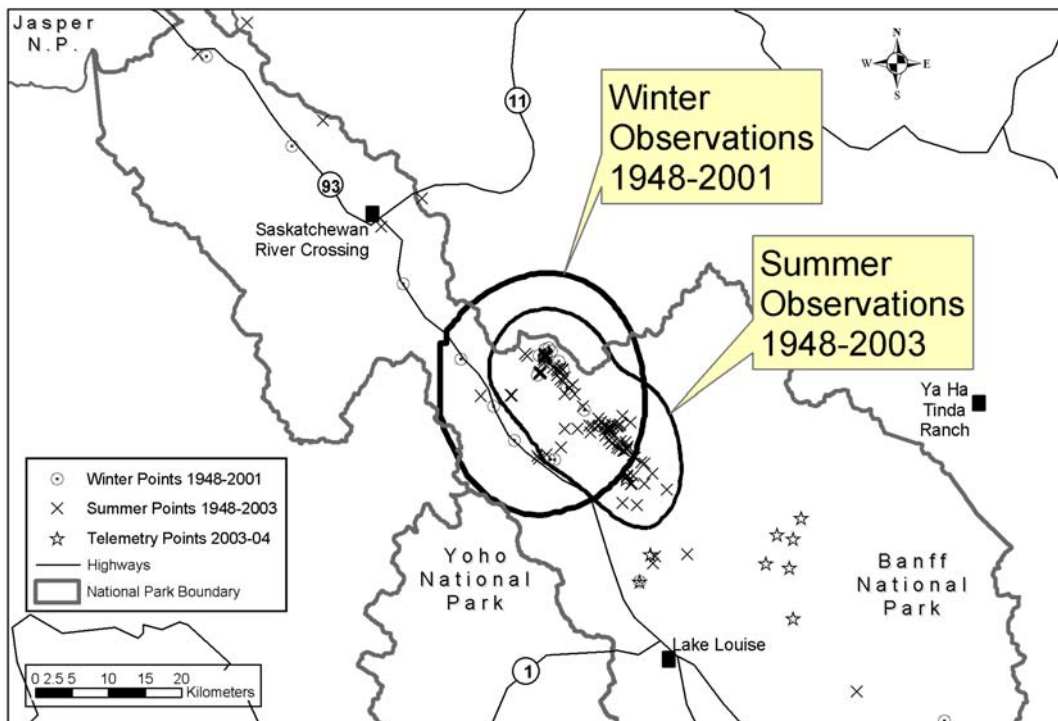 Jasper
N.P.
N
W E
S
11
Winter
Observations
1948-2001
93
Saskatchewan
River Crossing
Summer
Observations
1948-2003
Ya Ha
Tinda
Ranch
Winter Points 1948-2001
Summer Points 1948-2003
Telemetry Points 2003-04
Highways
National Park Boundary
Yoho
National
Park
Banff
National
Park
Lake Louise
1
0 2.5 5 10 15 20
Kilometers